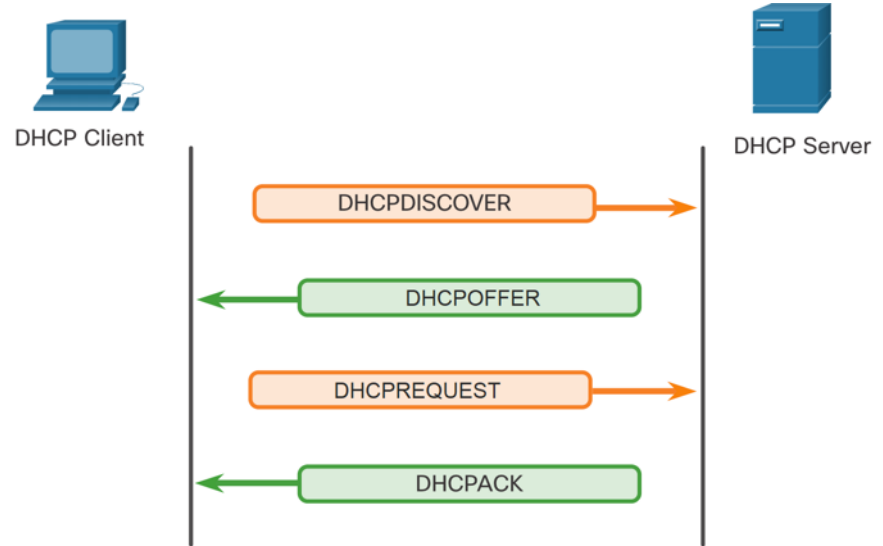 DHCP Client
DHCP Server
DHCPDISCOVER
DHCPOFFER
DHCPREQUEST
DHCPACK